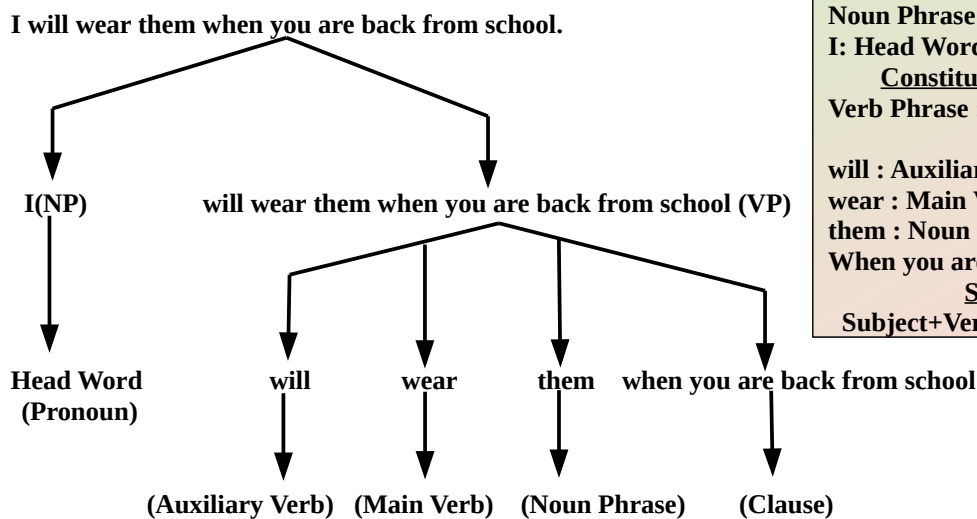 I will wear them when you are back from school.
I(NP)
will wear them when you are back from school (VP)
Head Word
(Pronoun)
will
wear
them
when you are back from school
(Auxiliary Verb)
(Main Verb)
(Noun Phrase)
(Clause)
Noun Phrase
I: Head
Verb Phrase
will :
wear : Main
them : Noun
When you